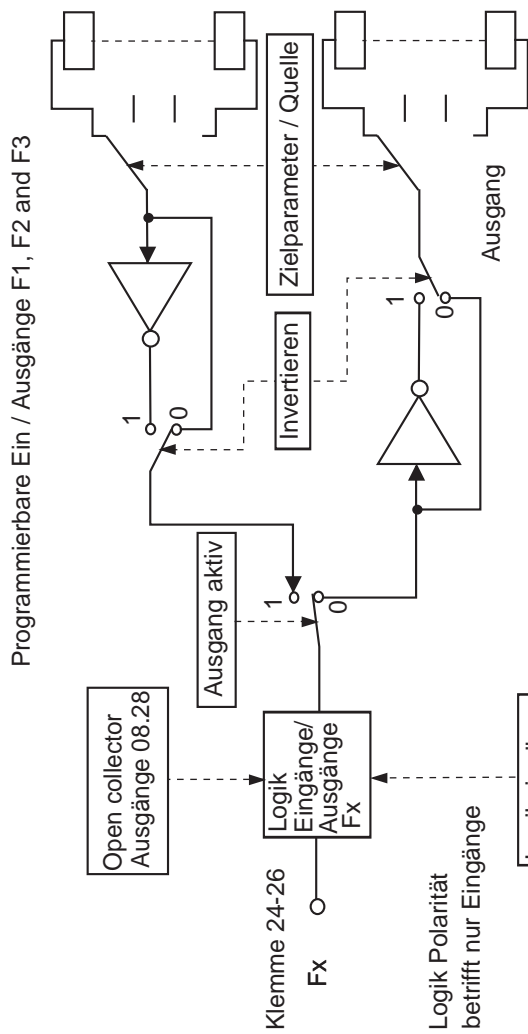 Programmierbare Ein / Ausgänge F1, F2 and F3
Open collector
Ausgänge 08.28
Klemme 24-26
Fx
Logik
Eingänge/
Ausgänge
Fx
Logik Polarität
betrifft nur Eingänge
Ausgang aktiv
1
0
1
0
Invertieren
1
0
Zielparameter / Quelle
Ausgang